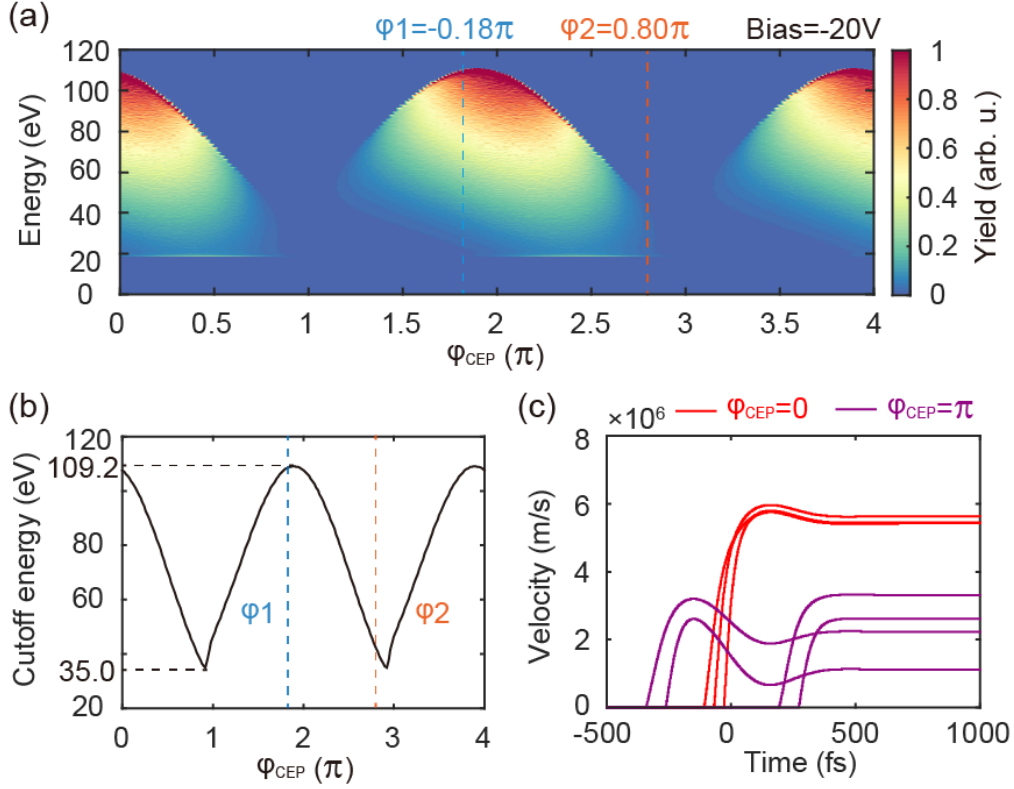 (a)
φ1=-0.18π φ2=0.80π Bias=-20V
120
100
80
60
40
20
0
Energy (eV)
0 0.5 1 1.5 2 2.5 3 3.5 4
φCEP (π)
1
0.8
0.6
0.4
0.2
0
Yield (arb. u.)
(b)
120
109.2
80
60
35.0
20
Cutoff energy (eV)
φ1
φ2
0 1 2 3 4
φCEP (π)
(c)
×10⁶ φCEP=0 φCEP=π
8
6
4
2
0
Velocity (m/s)
-500 0 500 1000
Time (fs)